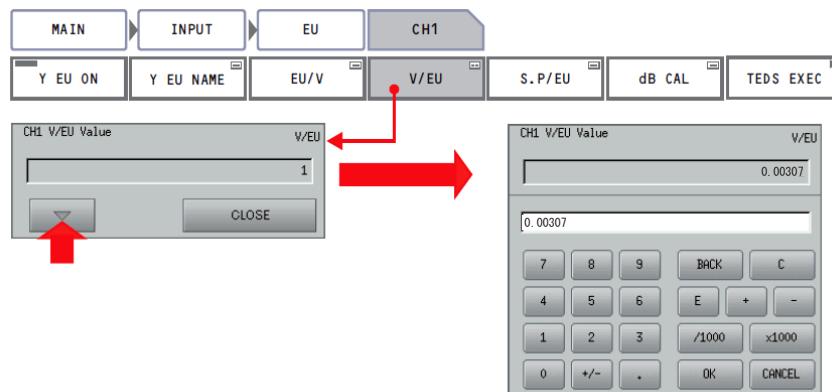 MAIN INPUT EU CH1
Y EU ON Y EU NAME EU/V V/EU S.P/EU dB CAL TEDS EXEC
CH1 V/EU Value V/EU
1
CLOSE
CH1 V/EU Value V/EU
0.00307
0.00307
7 8 9 BACK C
4 5 6 E + -
1 2 3 /1000 x1000
0 +/- . OK CANCEL